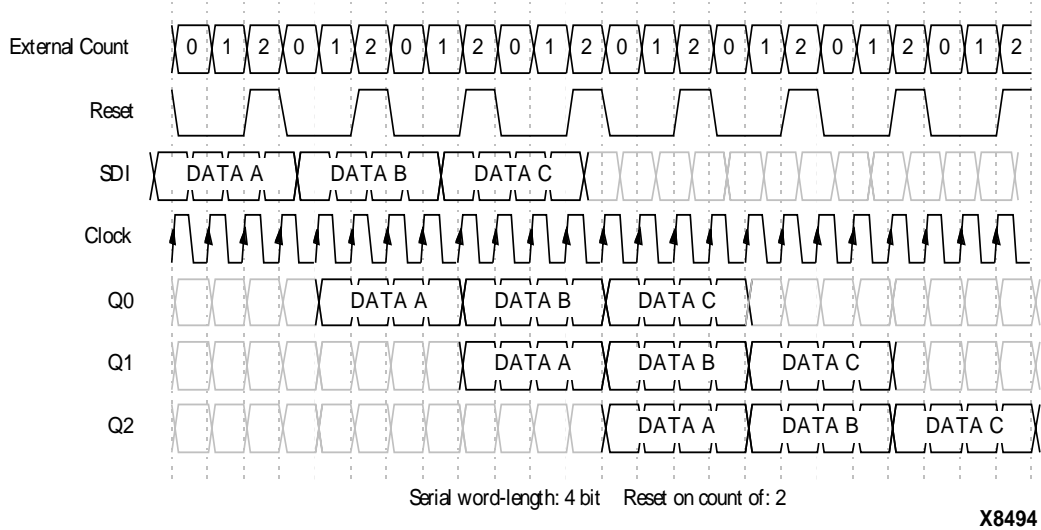 External Count 0 1 2 0 1 2 0 1 2 0 1 2 0 1 2 0 1 2 0 1 2 0 1 2
Reset
SDI DATA A DATA B DATA C
Clock
Q0 DATA A DATA B DATA C
Q1 DATA A DATA B DATA C
Q2 DATA A DATA B DATA C
Serial word-length: 4 bit Reset on count of: 2
X8494